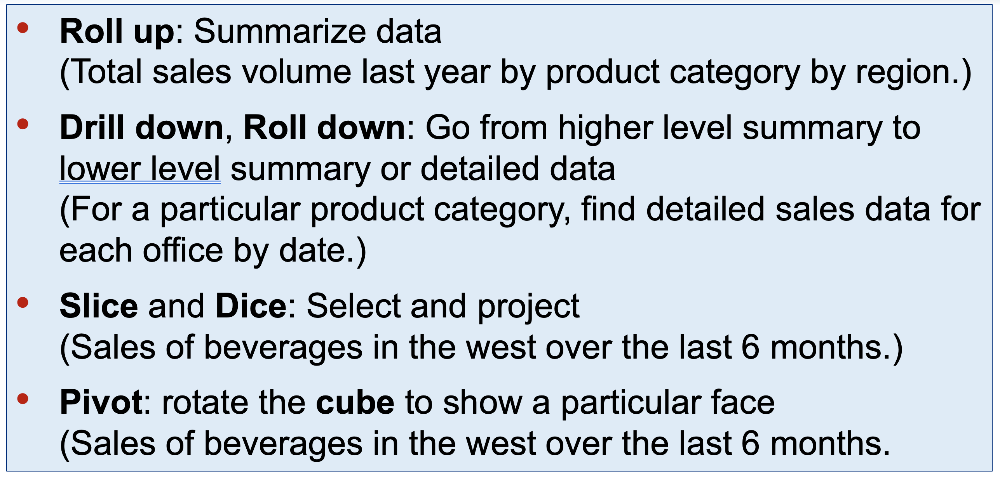 • Roll up: Summarize data
(Total sales volume last year by product category by region.)
• Drill down, Roll down: Go from higher level summary to
lower level summary or detailed data
(For a particular product category, find detailed sales data for
each office by date.)
• Slice and Dice: Select and project
(Sales of beverages in the west over the last 6 months.)
• Pivot: rotate the cube to show a particular face
(Sales of beverages in the west over the last 6 months.